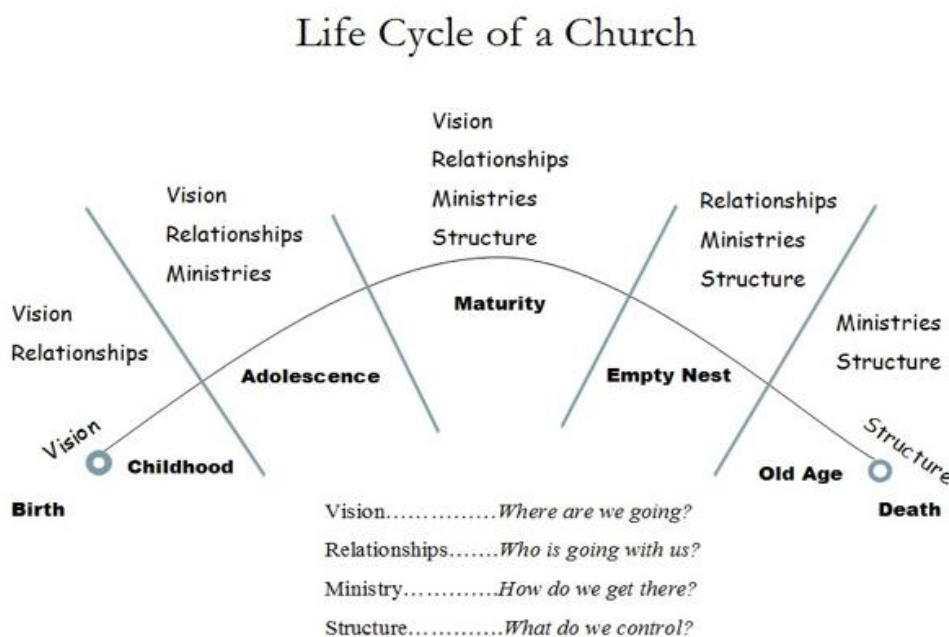 Life Cycle of a Church
Vision
Relationships
Ministries
Structure
Vision
Relationships
Ministries
Relationships
Ministries
Structure
Vision
Relationships
Ministries
Structure
Maturity
Adolescence
Empty Nest
Vision
Structure
Childhood
Old Age
Birth
Death
Vision……………Where are we going?
Relationships…….Who is going with us?
Ministry………….How do we get there?
Structure………….What do we control?